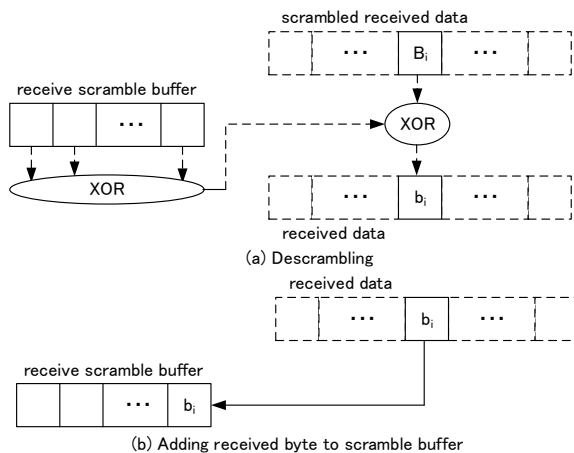 scrambled received data
... Bi ...
receive scramble buffer
...
XOR
XOR
... bi ...
received data
(a) Descrambling
received data
... bi ...
receive scramble buffer
... bi
(b) Adding received byte to scramble buffer